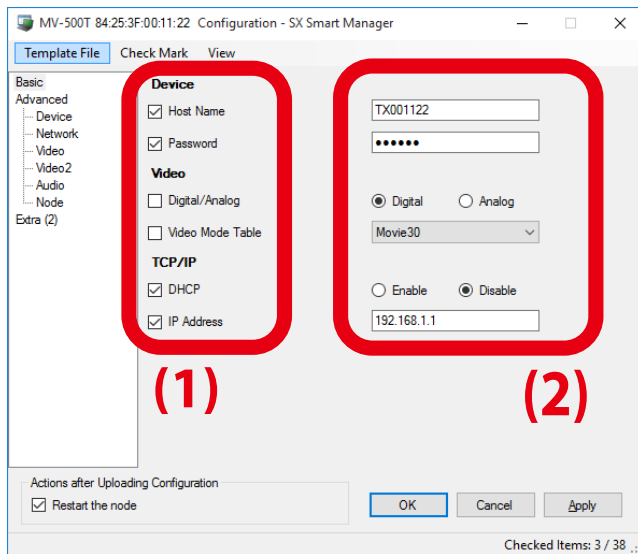 MV-500T 84:25:3F:00:11:22 Configuration - SX Smart Manager
Template File Check Mark View
Basic
Advanced
Device
Network
Video
Video2
Audio
Node
Extra (2)
Device
Host Name TX001122
Password ••••••
Video
Digital/Analog Digital Analog
Video Mode Table Movie30
TCP/IP
DHCP Enable Disable
IP Address 192.168.1.1
(1) (2)
Actions after Uploading Configuration
Restart the node
OK Cancel Apply
Checked Items: 3 / 38